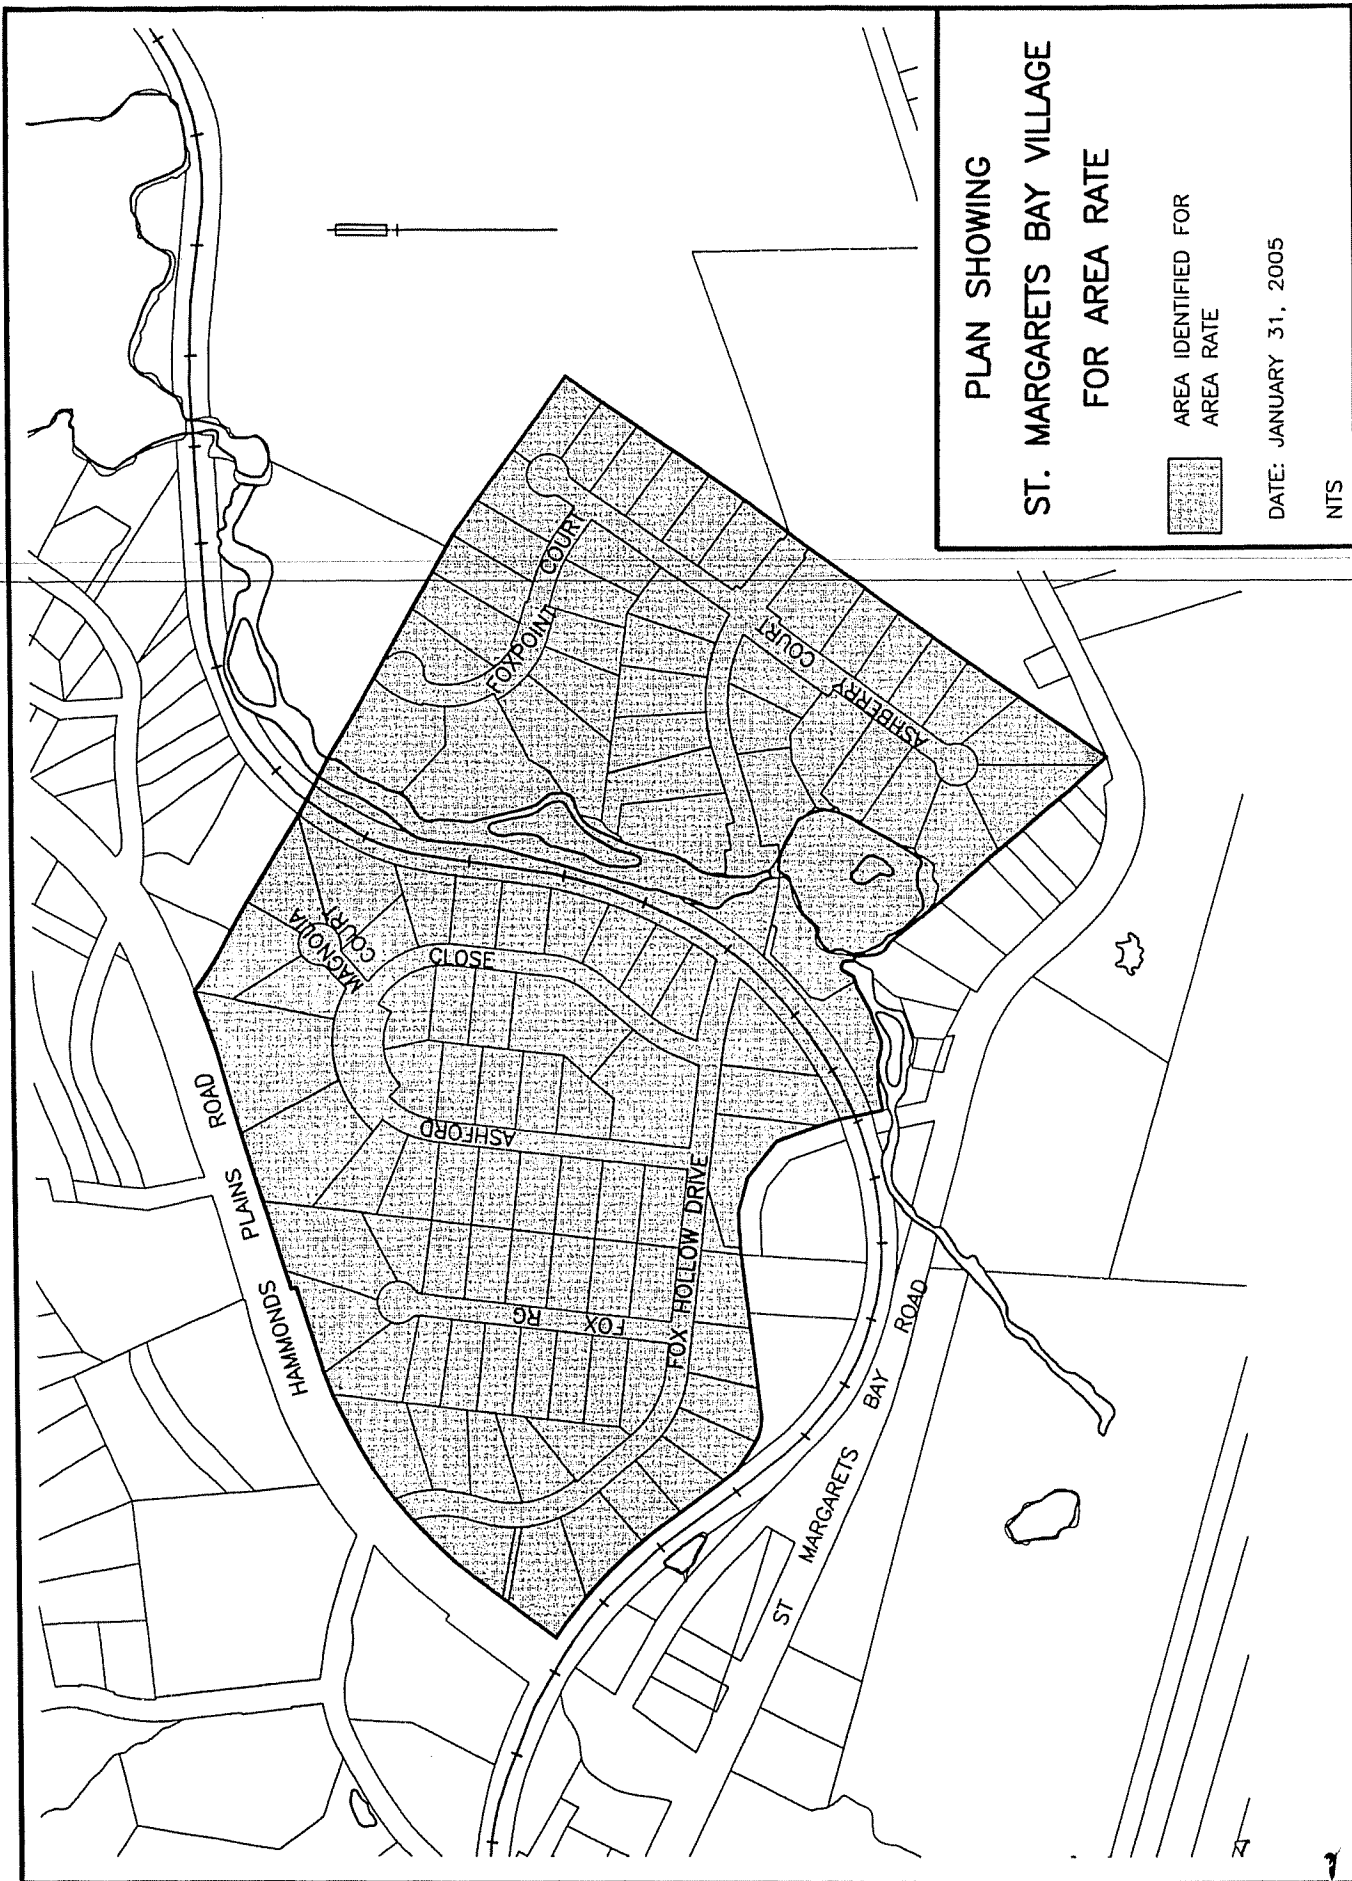 PLAN SHOWING
ST. MARGARETS BAY VILLAGE
FOR AREA RATE
AREA IDENTIFIED FOR
AREA RATE
DATE: JANUARY 31, 2005
NTS
HAMMONDS PLAINS ROAD
MAGNOLIA
COURT
CLOSE
ASHFORD
FOX RG
FOX HOLLOW DRIVE
FOXPOINT COURT
ASHBERRY COURT
ST MARGARETS BAY ROAD